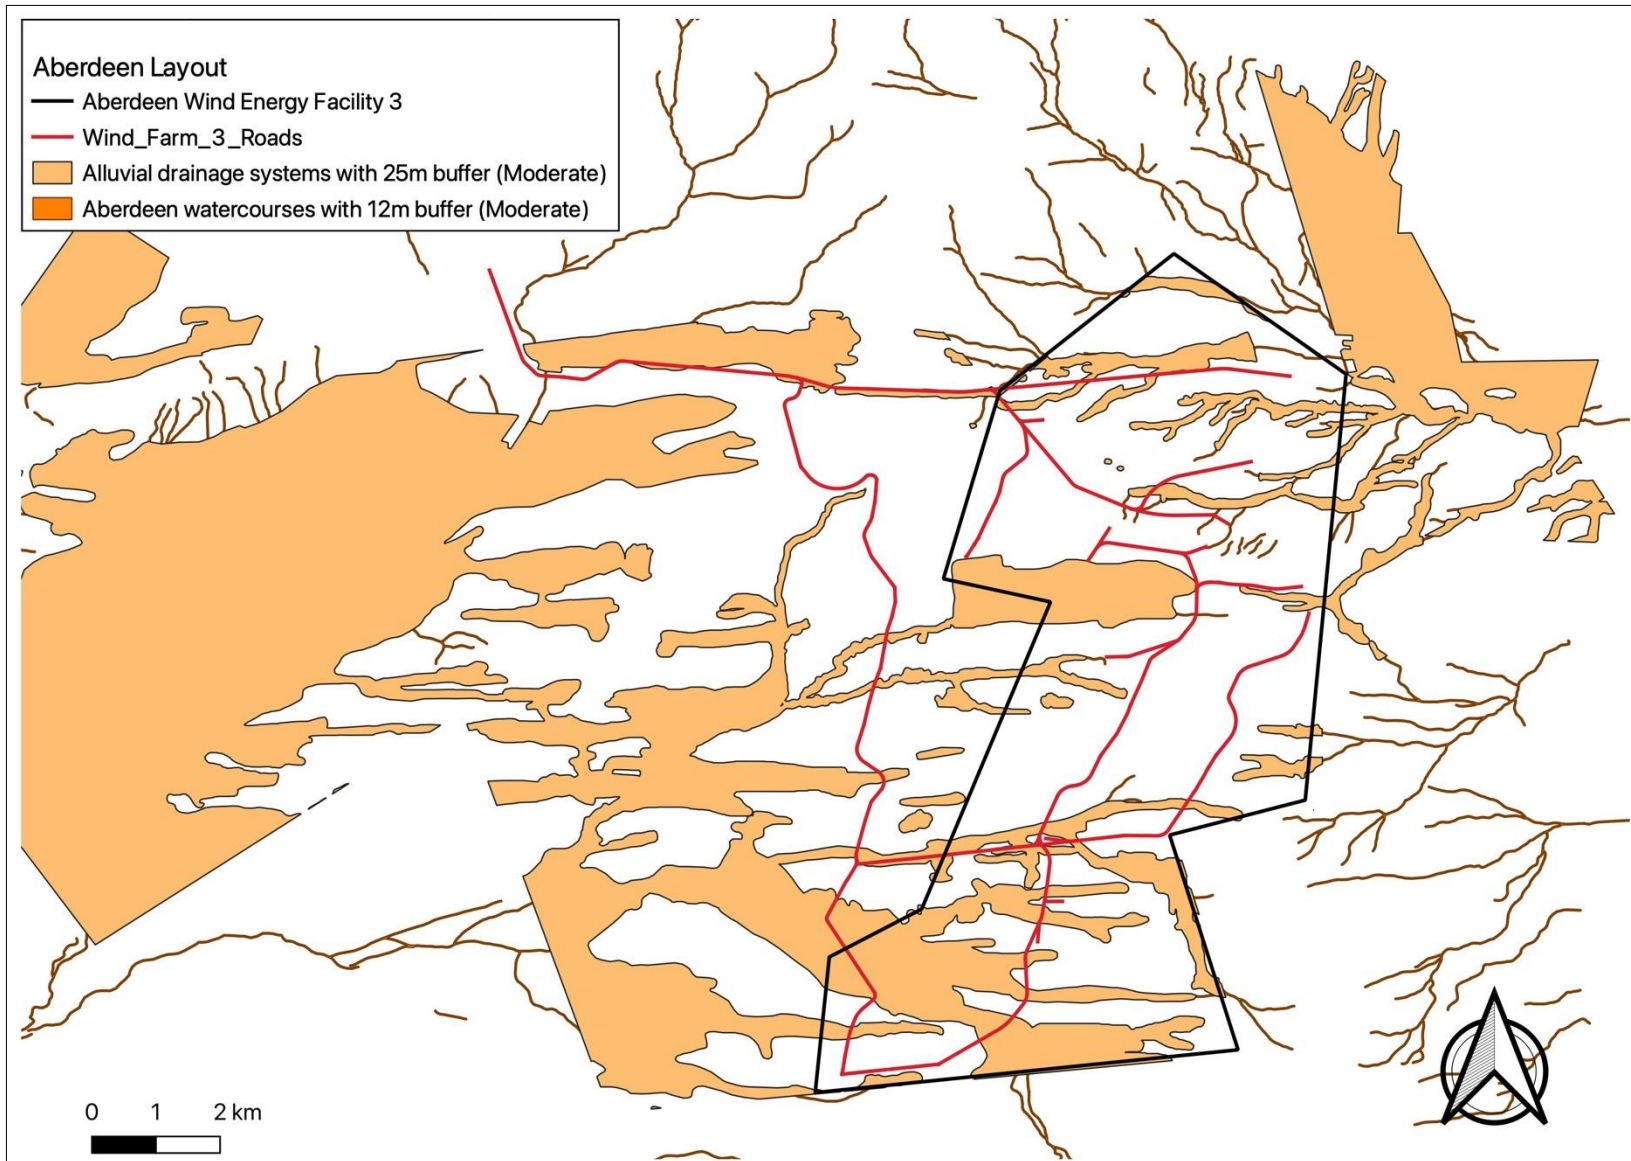 Aberdeen Layout
Aberdeen Wind Energy Facility 3
Wind_Farm_3_Roads
Alluvial drainage systems with 25m buffer (Moderate)
Aberdeen watercourses with 12m buffer (Moderate)
0 1 2 km